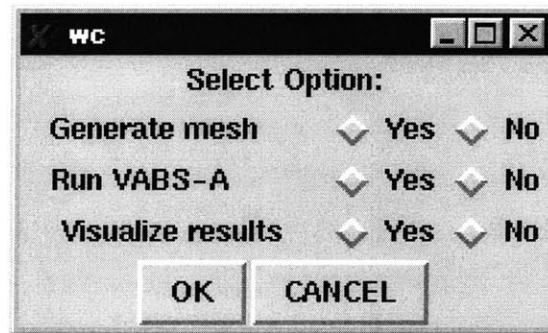 wc
Select Option:
Generate mesh Yes No
Run VABS-A Yes No
Visualize results Yes No
OK CANCEL